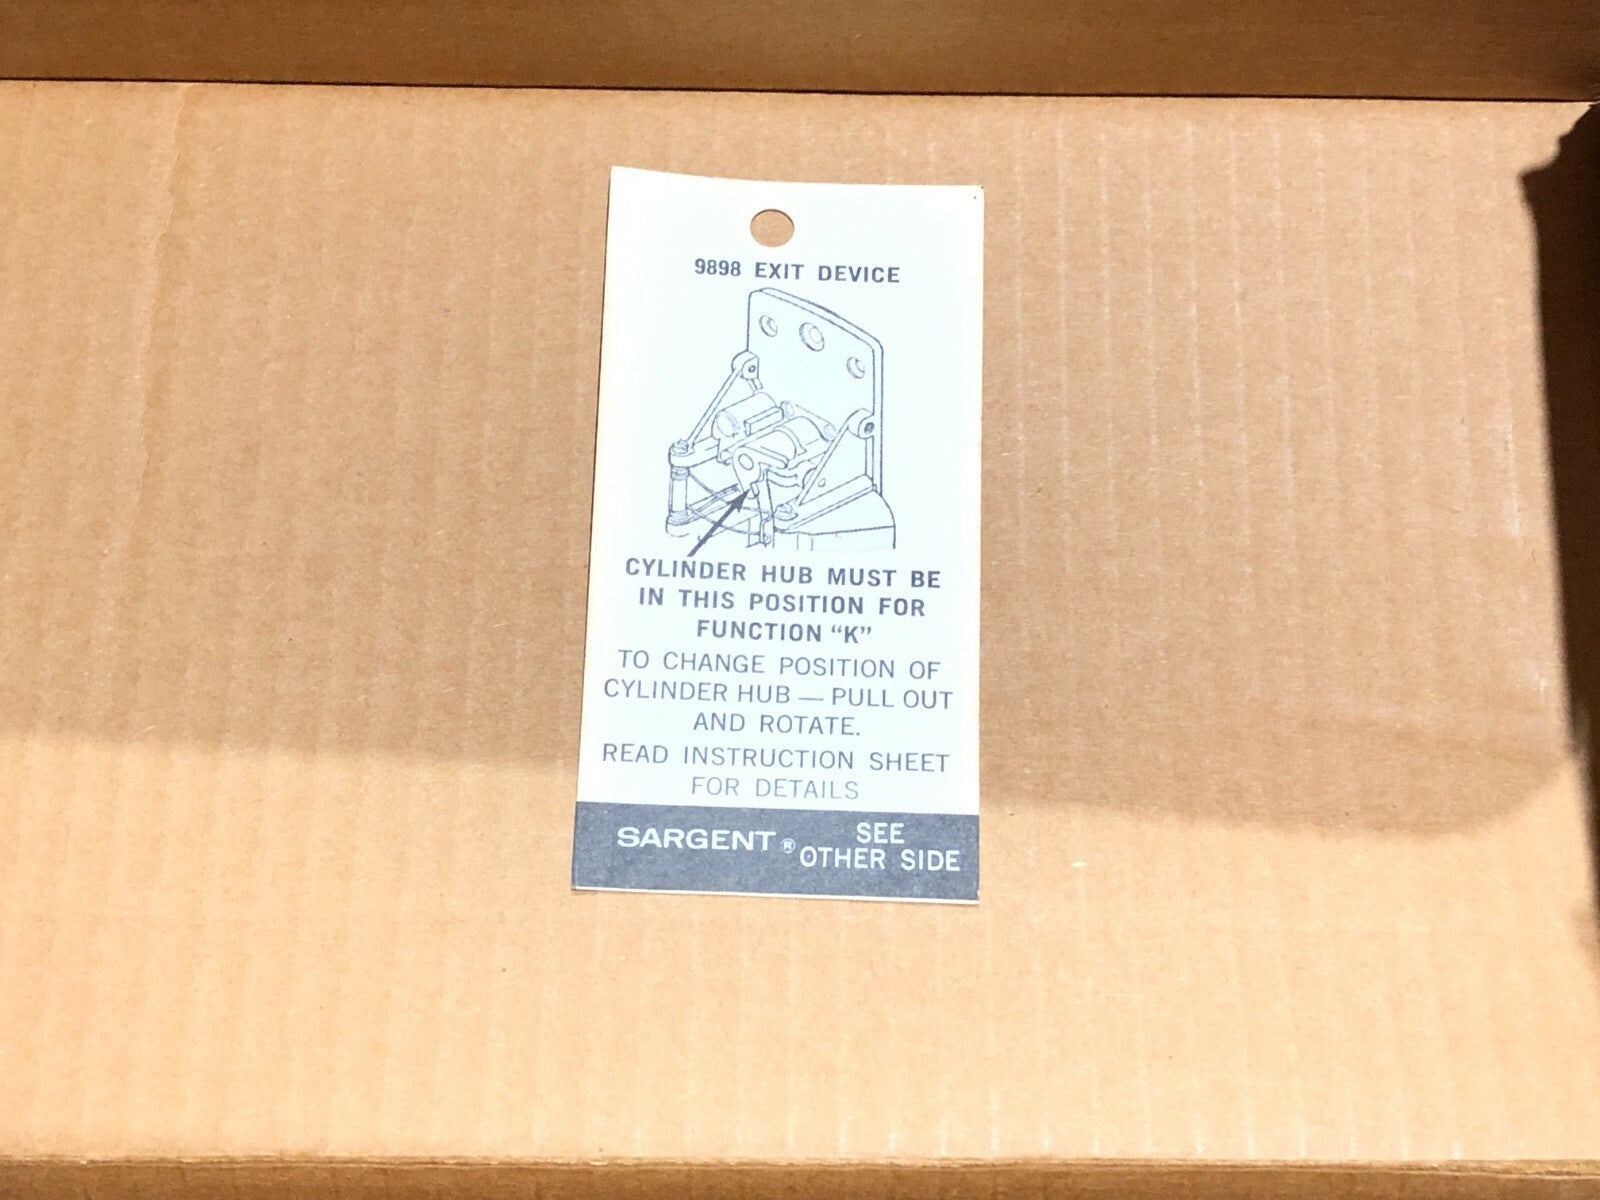 9898 EXIT DEVICE
CYLINDER HUB MUST BE
IN THIS POSITION FOR
FUNCTION “K”
TO CHANGE POSITION OF
CYLINDER HUB — PULL OUT
AND ROTATE.
READ INSTRUCTION SHEET
FOR DETAILS
SARGENT ® SEE
OTHER SIDE